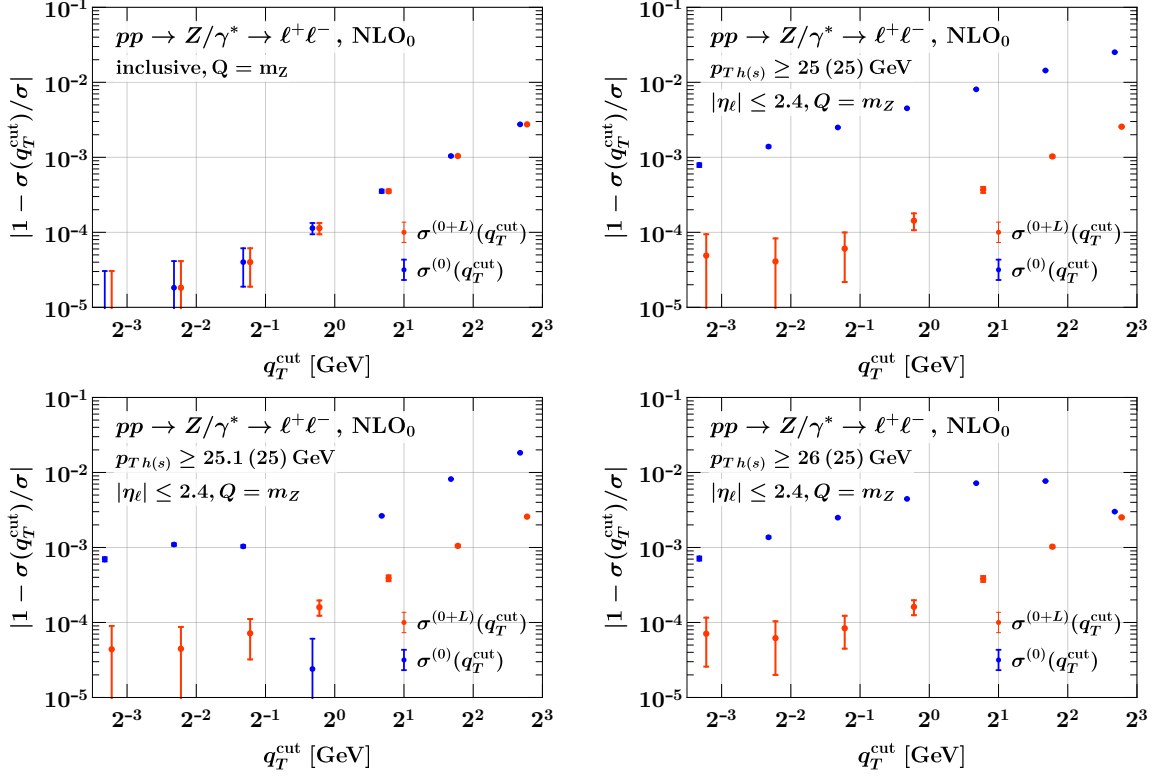 pp → Z/γ* → ℓ⁺ℓ⁻ , NLO₀
inclusive, Q = m_Z
|1 − σ(q_T^cut)/σ|
10⁻¹
10⁻²
10⁻³
10⁻⁴
10⁻⁵
σ^(0+L)(q_T^cut)
σ^(0)(q_T^cut)
2⁻³ 2⁻² 2⁻¹ 2⁰ 2¹ 2² 2³
q_T^cut [GeV]
pp → Z/γ* → ℓ⁺ℓ⁻ , NLO₀
p_{T h(s)} ≥ 25 (25) GeV
|η_ℓ| ≤ 2.4, Q = m_Z
|1 − σ(q_T^cut)/σ|
10⁻¹
10⁻²
10⁻³
10⁻⁴
10⁻⁵
σ^(0+L)(q_T^cut)
σ^(0)(q_T^cut)
2⁻³ 2⁻² 2⁻¹ 2⁰ 2¹ 2² 2³
q_T^cut [GeV]
pp → Z/γ* → ℓ⁺ℓ⁻ , NLO₀
p_{T h(s)} ≥ 25.1 (25) GeV
|η_ℓ| ≤ 2.4, Q = m_Z
|1 − σ(q_T^cut)/σ|
10⁻¹
10⁻²
10⁻³
10⁻⁴
10⁻⁵
σ^(0+L)(q_T^cut)
σ^(0)(q_T^cut)
2⁻³ 2⁻² 2⁻¹ 2⁰ 2¹ 2² 2³
q_T^cut [GeV]
pp → Z/γ* → ℓ⁺ℓ⁻ , NLO₀
p_{T h(s)} ≥ 26 (25) GeV
|η_ℓ| ≤ 2.4, Q = m_Z
|1 − σ(q_T^cut)/σ|
10⁻¹
10⁻²
10⁻³
10⁻⁴
10⁻⁵
σ^(0+L)(q_T^cut)
σ^(0)(q_T^cut)
2⁻³ 2⁻² 2⁻¹ 2⁰ 2¹ 2² 2³
q_T^cut [GeV]